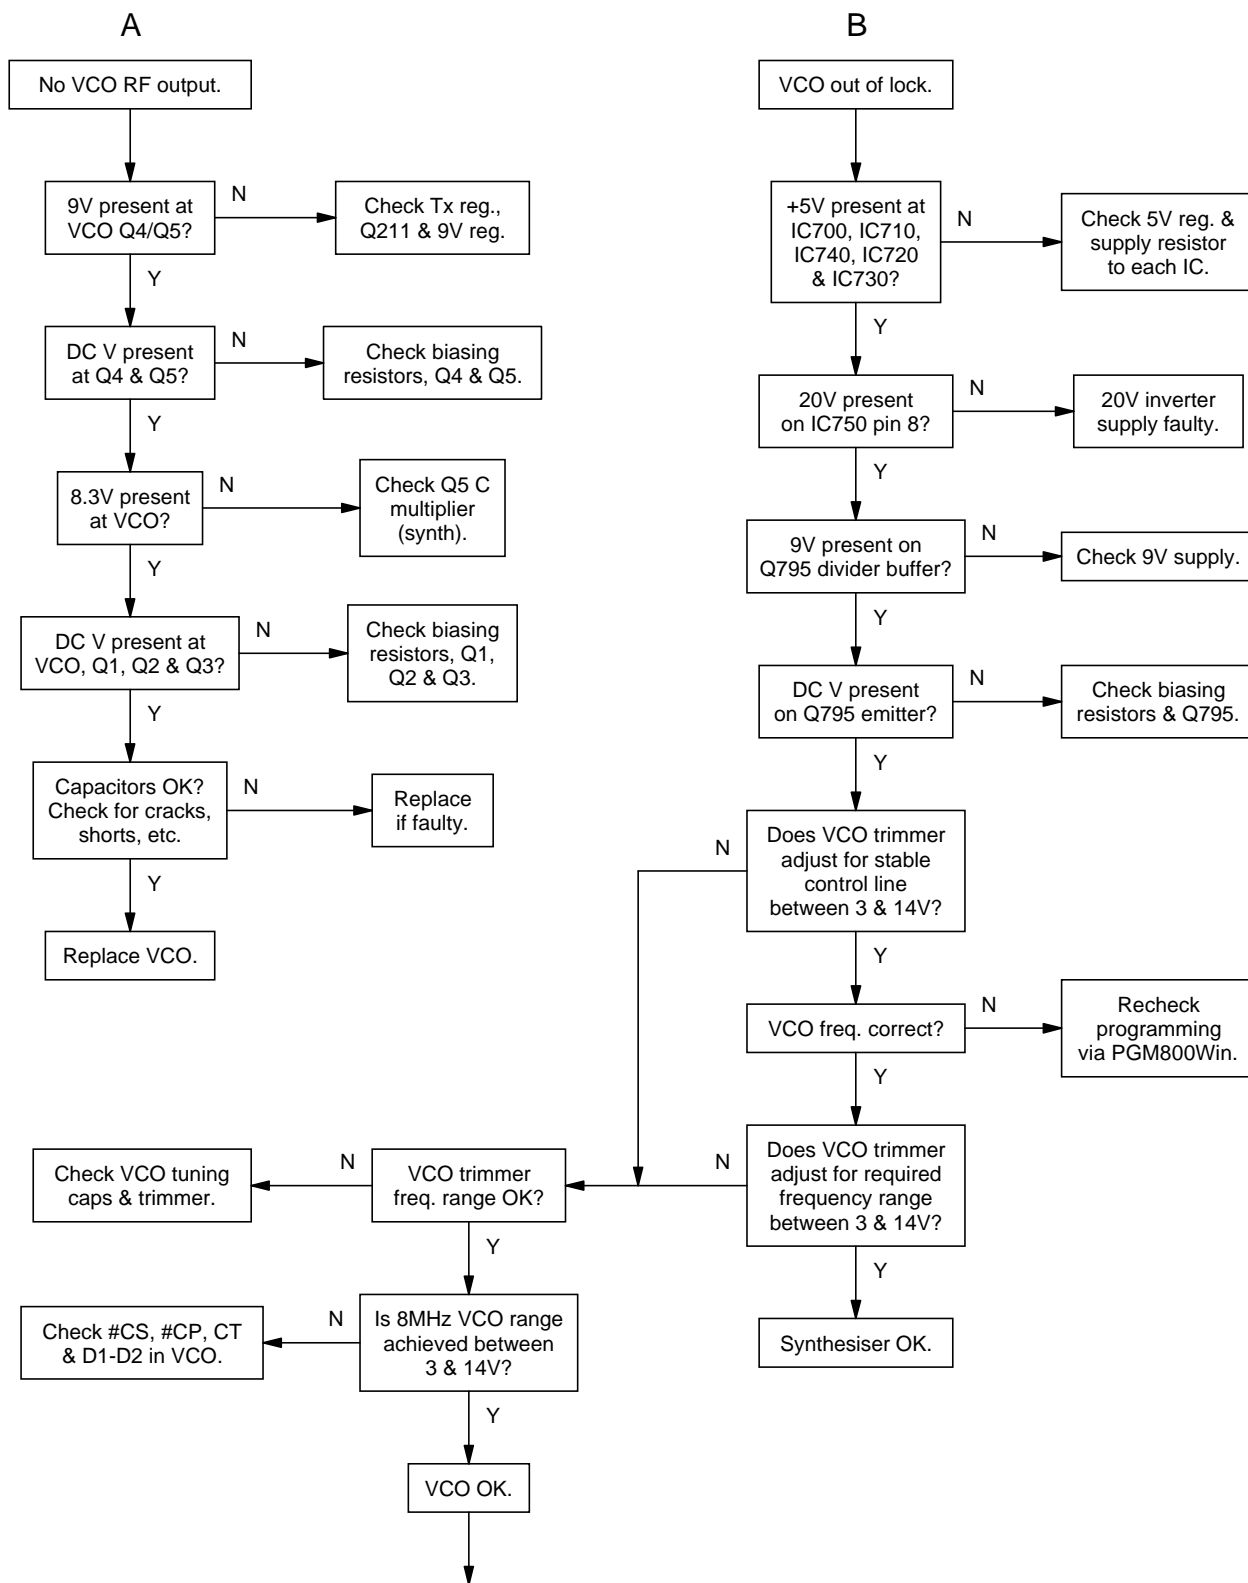 A
No VCO RF output.
9V present at
VCO Q4/Q5?
N
Check Tx reg.,
Q211 & 9V reg.
Y
DC V present
at Q4 & Q5?
N
Check biasing
resistors, Q4 & Q5.
Y
8.3V present
at VCO?
N
Check Q5 C
multiplier
(synth).
Y
DC V present at
VCO, Q1, Q2 & Q3?
N
Check biasing
resistors, Q1,
Q2 & Q3.
Y
Capacitors OK?
Check for cracks,
shorts, etc.
N
Replace
if faulty.
Y
Replace VCO.
B
VCO out of lock.
+5V present at
IC700, IC710,
IC740, IC720
& IC730?
N
Check 5V reg. &
supply resistor
to each IC.
Y
20V present
on IC750 pin 8?
N
20V inverter
supply faulty.
Y
9V present on
Q795 divider buffer?
N
Check 9V supply.
Y
DC V present
on Q795 emitter?
N
Check biasing
resistors & Q795.
Y
Does VCO trimmer
adjust for stable
control line
between 3 & 14V?
N
Y
VCO freq. correct?
N
Recheck
programming
via PGM800Win.
Y
Does VCO trimmer
adjust for required
frequency range
between 3 & 14V?
N
Y
Synthesiser OK.
VCO trimmer
freq. range OK?
N
Check VCO tuning
caps & trimmer.
Y
Is 8MHz VCO range
achieved between
3 & 14V?
N
Check #CS, #CP, CT
& D1-D2 in VCO.
Y
VCO OK.